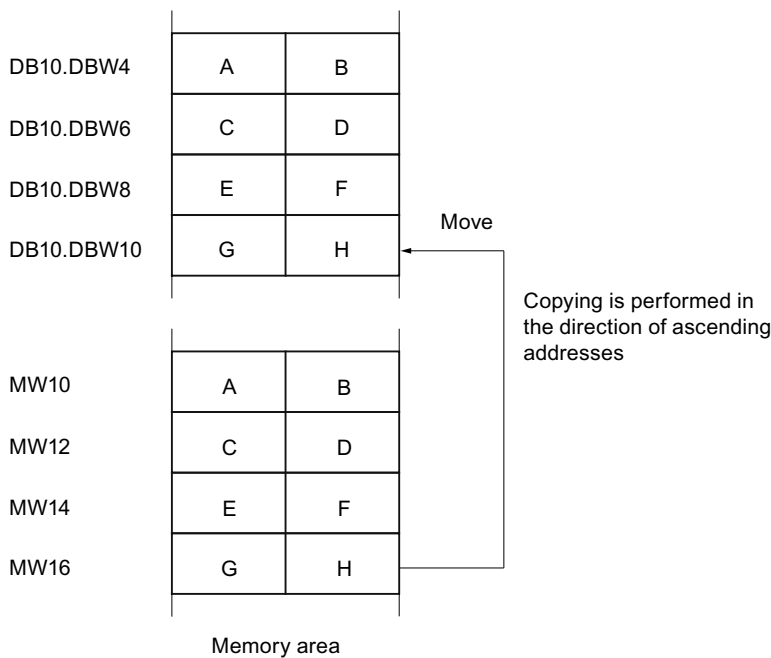 DB10.DBW4 A B
DB10.DBW6 C D
DB10.DBW8 E F
DB10.DBW10 G H
Move
Copying is performed in
the direction of ascending
addresses
MW10 A B
MW12 C D
MW14 E F
MW16 G H
Memory area